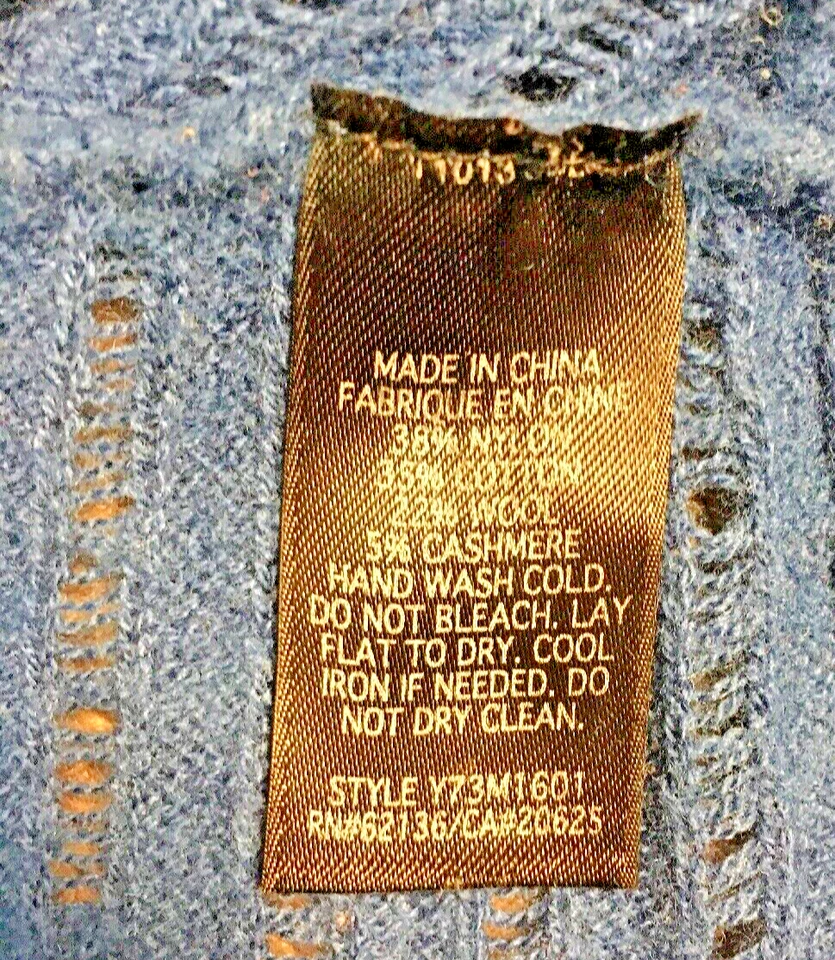 MADE IN CHINA
FABRIQUE EN CHINE
38% NYLON
35% COTTON
22% WOOL
5% CASHMERE
HAND WASH COLD.
DO NOT BLEACH. LAY
FLAT TO DRY. COOL
IRON IF NEEDED. DO
NOT DRY CLEAN.
STYLE Y73M1601
RN#62136/CA#20625